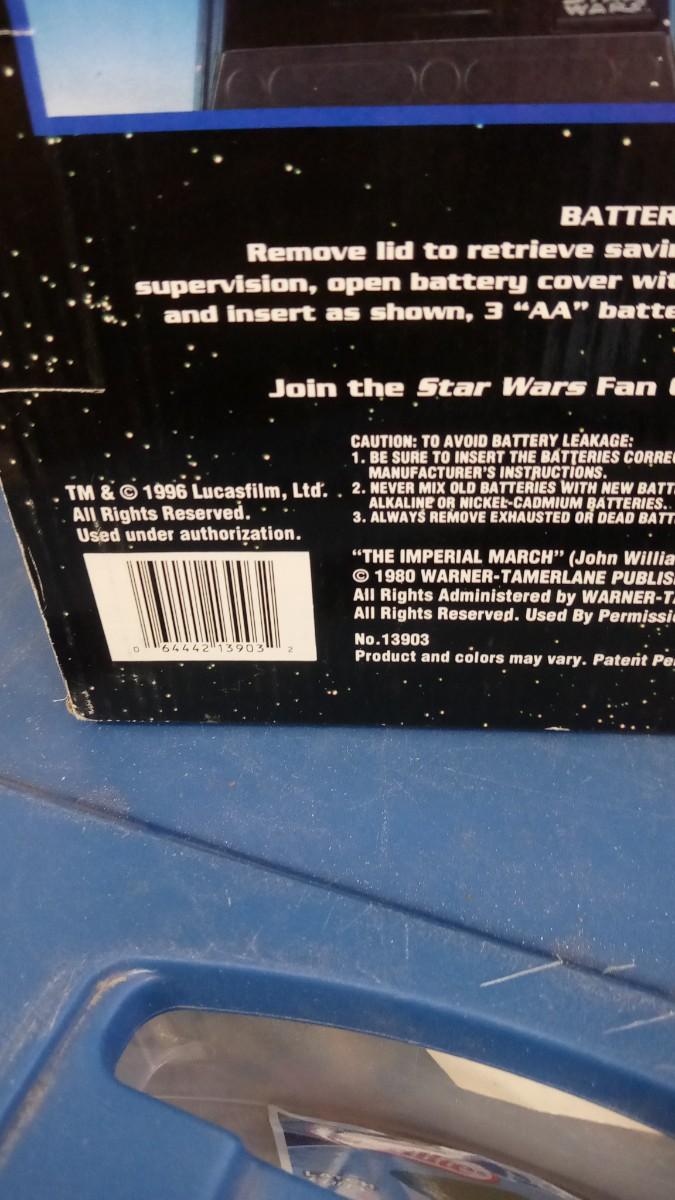 WARS
BATTER
Remove lid to retrieve savi
supervision, open battery cover wit
and insert as shown, 3 “AA” batte
Join the Star Wars Fan
TM & © 1996 Lucasfilm, Ltd.
All Rights Reserved.
Used under authorization.
0 64442 13903 2
CAUTION: TO AVOID BATTERY LEAKAGE:
1. BE SURE TO INSERT THE BATTERIES CORRE
MANUFACTURER'S INSTRUCTIONS.
2. NEVER MIX OLD BATTERIES WITH NEW BATT
ALKALINE OR NICKEL-CADMIUM BATTERIES.
3. ALWAYS REMOVE EXHAUSTED OR DEAD BATT
“THE IMPERIAL MARCH” (John Willia
© 1980 WARNER-TAMERLANE PUBLIS
All Rights Administered by WARNER-T
All Rights Reserved. Used By Permissi
No.13903
Product and colors may vary. Patent Pe